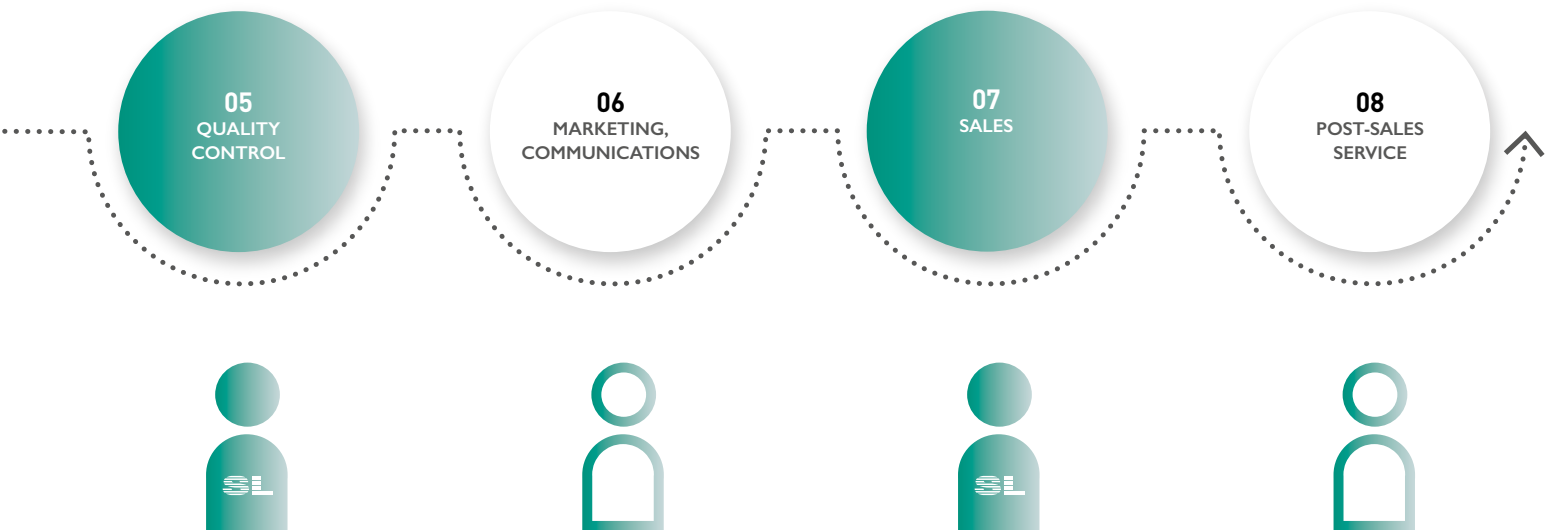 05
QUALITY
CONTROL
06
MARKETING,
COMMUNICATIONS
07
SALES
08
POST-SALES
SERVICE
SL
SL